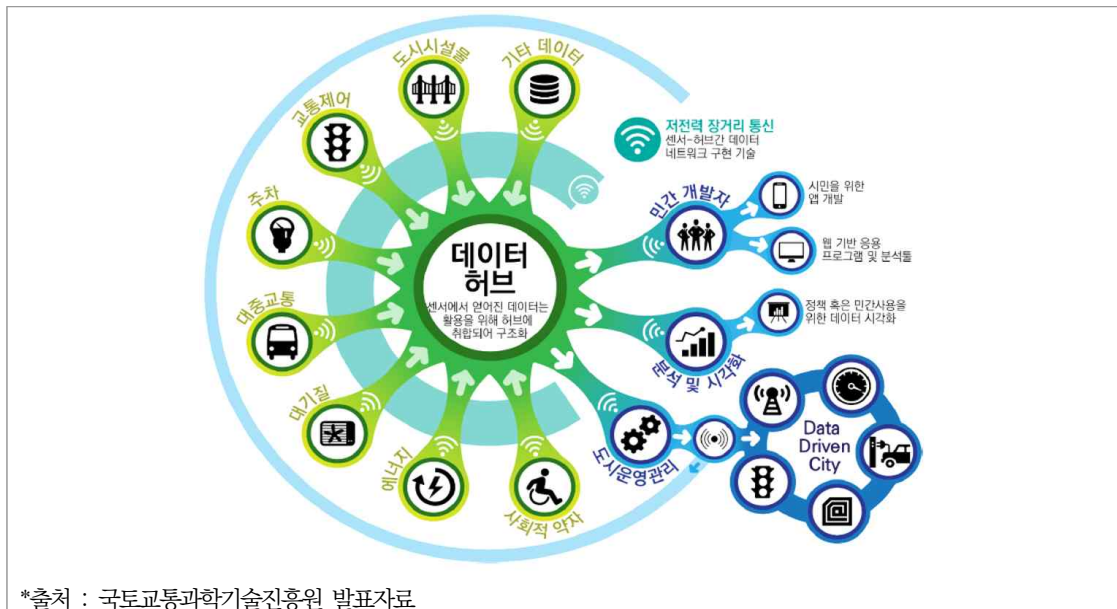 도시시설물
기타 데이터
교통제어
주차
대중교통
대기질
에너지
사회적 약자
데이터
허브
센서에서 얻어진 데이터는
활용을 위해 허브에
취합되어 구조화
저전력 장거리 통신
센서-허브간 데이터
네트워크 구현 기술
민간 개발자
시민을 위한
앱 개발
웹 기반 응용
프로그램 및 분석툴
분석 및 시각화
정책 혹은 민간사용을
위한 데이터 시각화
도시운영관리
Data
Driven
City
*출처 : 국토교통과학기술진흥원 발표자료